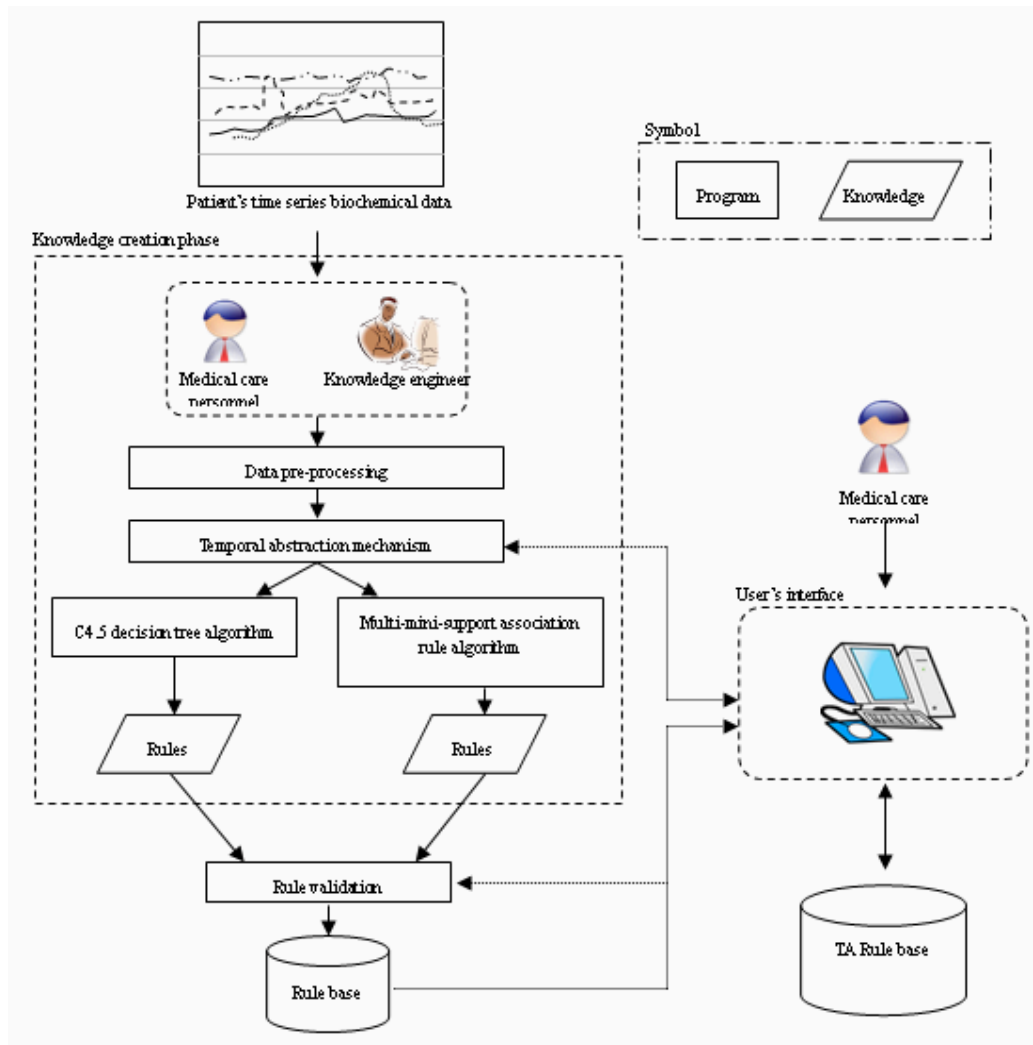 Patient's time series biochemical data
Symbol
Program
Knowledge
Knowledge creation phase
Medical care
personnel
Knowledge engineer
Data pre-processing
Temporal abstraction mechanism
C4.5 decision tree algorithm
Multi-mini-support association
rule algorithm
Rules
Rules
Rule validation
Rule base
Medical care
personnel
User's interface
TA Rule base